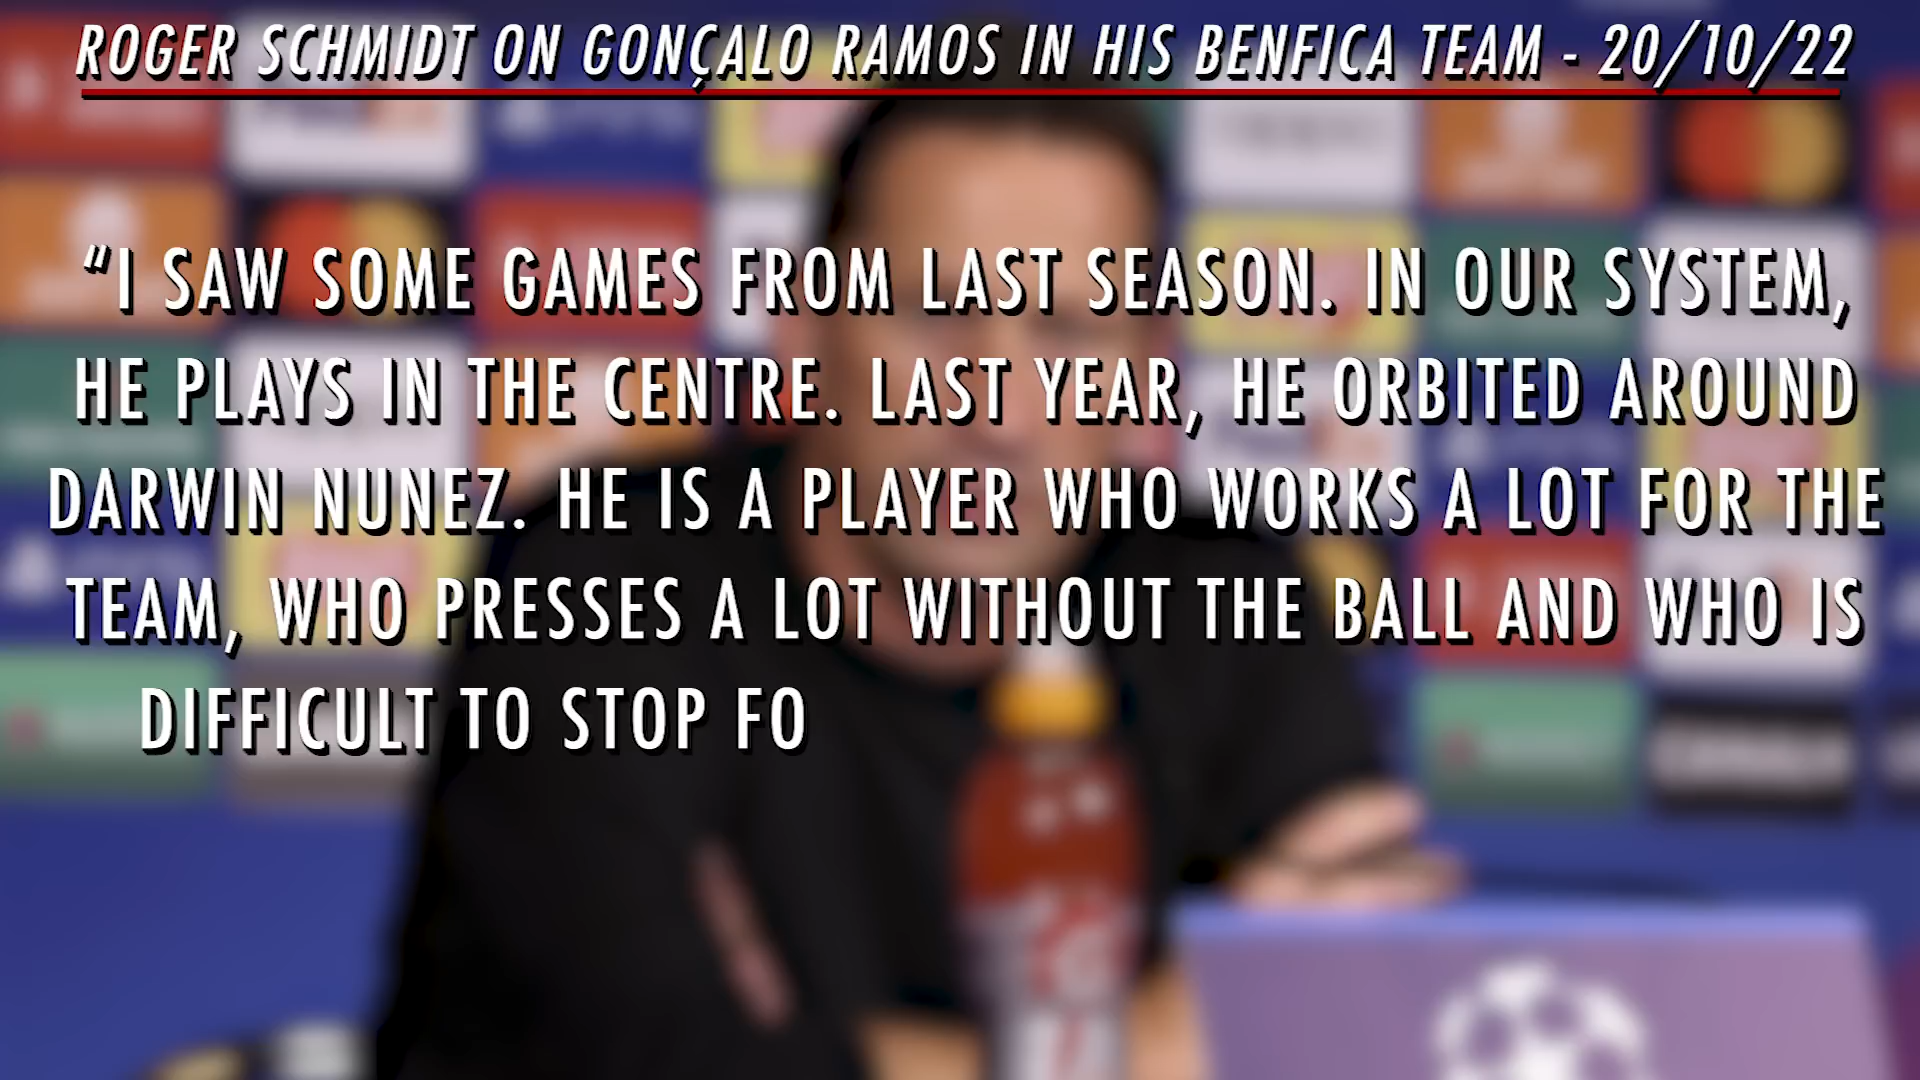 ROGER SCHMIDT ON GONÇALO RAMOS IN HIS BENFICA TEAM - 20/10/22
“I SAW SOME GAMES FROM LAST SEASON. IN OUR SYSTEM,
HE PLAYS IN THE CENTRE. LAST YEAR, HE ORBITED AROUND
DARWIN NUNEZ. HE IS A PLAYER WHO WORKS A LOT FOR THE
TEAM, WHO PRESSES A LOT WITHOUT THE BALL AND WHO IS
DIFFICULT TO STOP FO